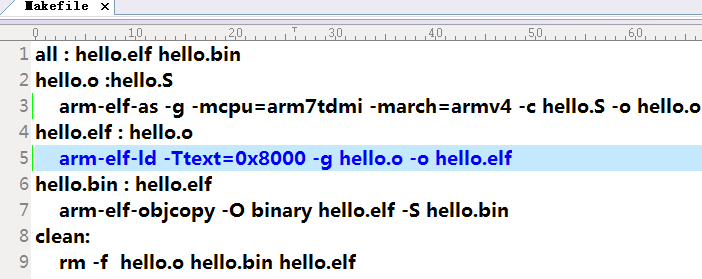 Makefile ×
0 10 20 30 40 50 60
1 all : hello.elf hello.bin
2 hello.o :hello.S
3 arm-elf-as -g -mcpu=arm7tdmi -march=armv4 -c hello.S -o hello.o
4 hello.elf : hello.o
5 arm-elf-ld -Ttext=0x8000 -g hello.o -o hello.elf
6 hello.bin : hello.elf
7 arm-elf-objcopy -O binary hello.elf -S hello.bin
8 clean:
9 rm -f  hello.o hello.bin hello.elf